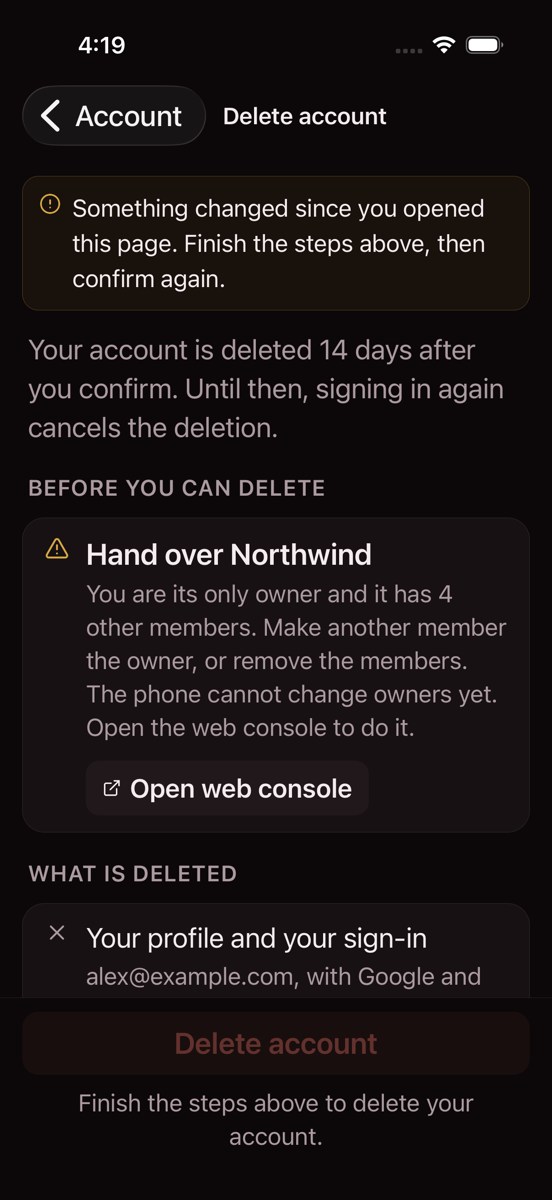 4:19
Account
Delete account
Something changed since you opened
this page. Finish the steps above, then
confirm again.
Your account is deleted 14 days after
you confirm. Until then, signing in again
cancels the deletion.
BEFORE YOU CAN DELETE
Hand over Northwind
You are its only owner and it has 4
other members. Make another member
the owner, or remove the members.
The phone cannot change owners yet.
Open the web console to do it.
Open web console
WHAT IS DELETED
Your profile and your sign-in
alex@example.com, with Google and
Delete account
Finish the steps above to delete your
account.